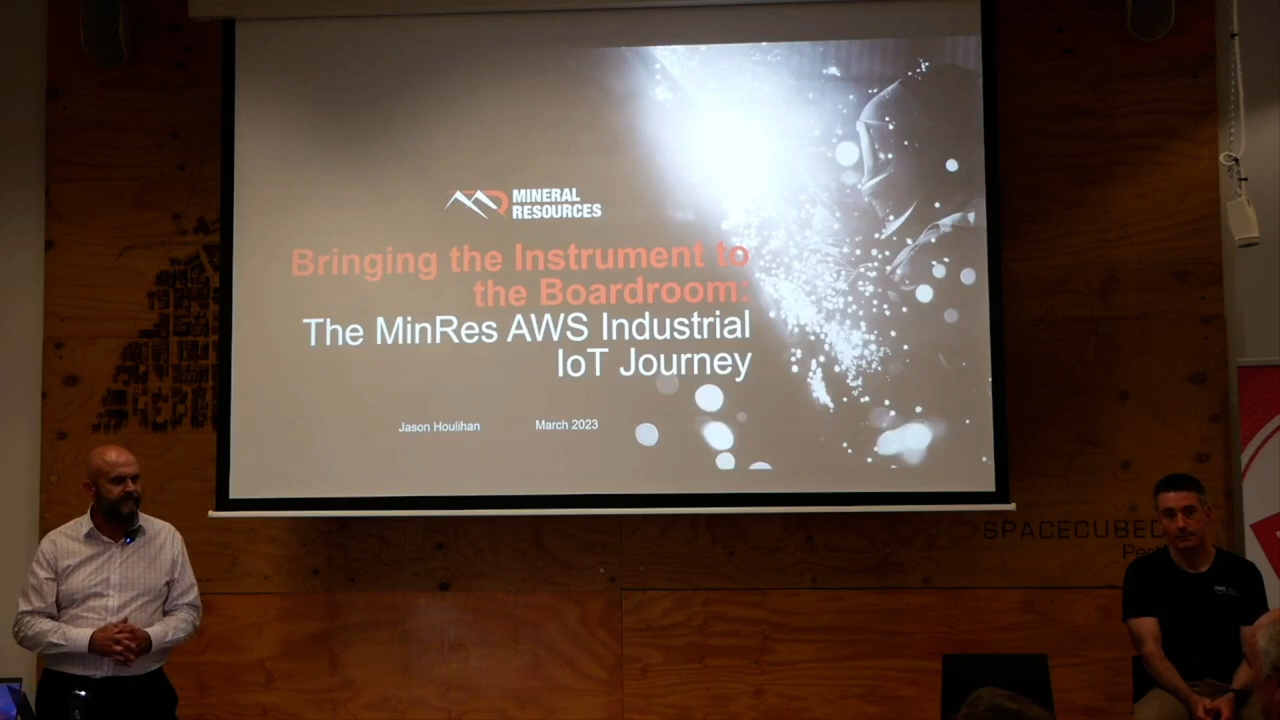 MINERAL
RESOURCES
Bringing the Instrument to
the Boardroom:
The MinRes AWS Industrial
IoT Journey
Jason Houlihan March 2023
SPACECUBED
aws